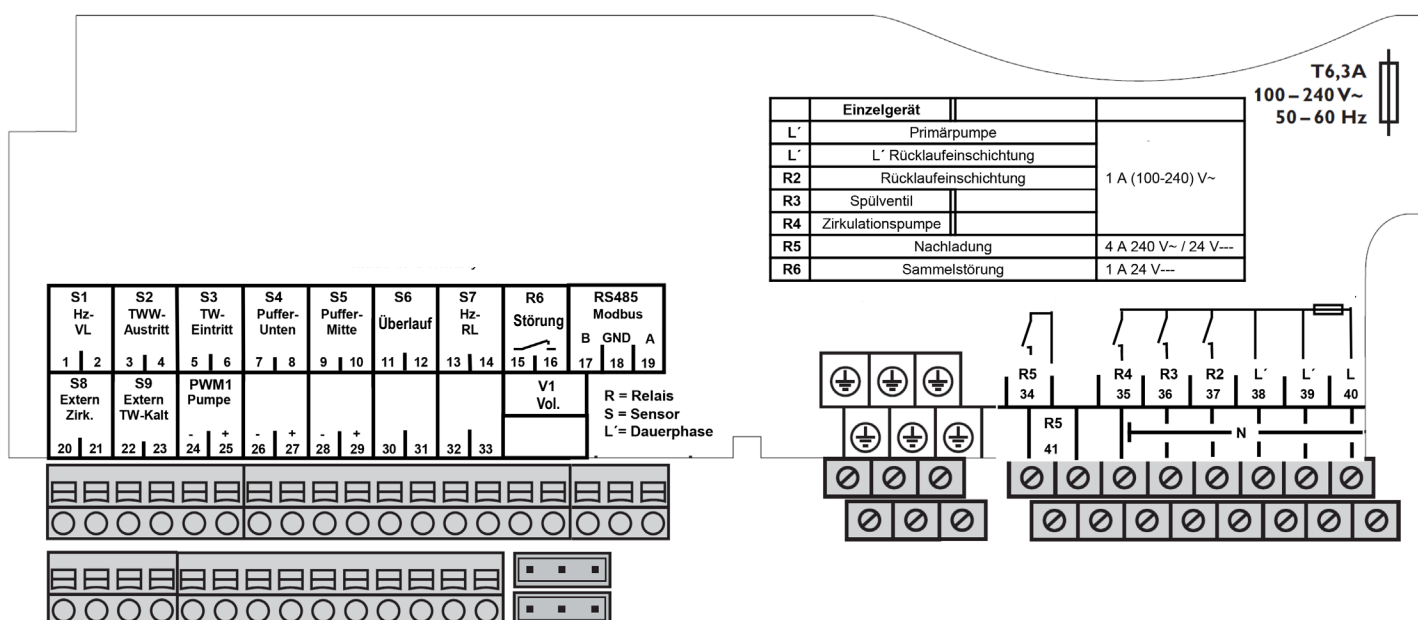 T6,3A
100 – 240 V~
50 – 60 Hz
Einzelgerät
L´ Primärpumpe
L´ L´ Rücklaufeinschichtung
R2 Rücklaufeinschichtung 1 A (100-240) V~
R3 Spülventil
R4 Zirkulationspumpe
R5 Nachladung 4 A 240 V~ / 24 V---
R6 Sammelstörung 1 A 24 V---
S1 Hz-VL 1 2
S2 TWW-Austritt 3 4
S3 TW-Eintritt 5 6
S4 Puffer-Unten 7 8
S5 Puffer-Mitte 9 10
S6 Überlauf 11 12
S7 Hz-RL 13 14
R6 Störung 15 16
RS485 Modbus
B GND A
17 18 19
S8 Extern Zirk. 20 21
S9 Extern TW-Kalt 22 23
PWM1 Pumpe - + 24 25
- + 26 27
- + 28 29
30 31
32 33
V1 Vol.
R = Relais
S = Sensor
L´= Dauerphase
R5 R4 R3 R2 L´ L´ L
34 35 36 37 38 39 40
R5
41
N